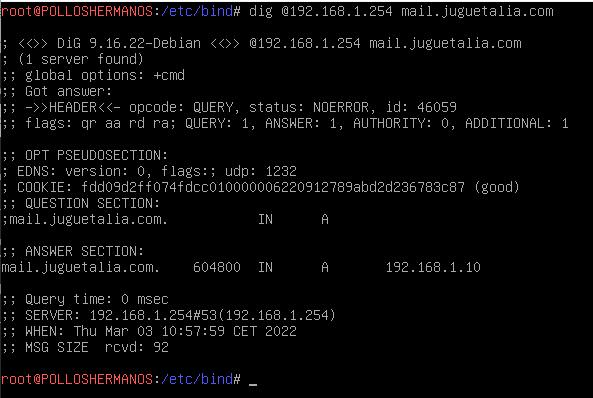 root@POLLOSHERMANOS:/etc/bind# dig @192.168.1.254 mail.juguetalia.com
; <<>> DiG 9.16.22-Debian <<>> @192.168.1.254 mail.juguetalia.com
; (1 server found)
;; global options: +cmd
;; Got answer:
;; ->>HEADER<<- opcode: QUERY, status: NOERROR, id: 46059
;; flags: qr aa rd ra; QUERY: 1, ANSWER: 1, AUTHORITY: 0, ADDITIONAL: 1
;; OPT PSEUDOSECTION:
; EDNS: version: 0, flags:; udp: 1232
; COOKIE: fdd09d2ff074fdcc010000006220912789abd2d236783c87 (good)
;; QUESTION SECTION:
;mail.juguetalia.com. IN A
;; ANSWER SECTION:
mail.juguetalia.com. 604800 IN A 192.168.1.10
;; Query time: 0 msec
;; SERVER: 192.168.1.254#53(192.168.1.254)
;; WHEN: Thu Mar 03 10:57:59 CET 2022
;; MSG SIZE rcvd: 92
root@POLLOSHERMANOS:/etc/bind# _